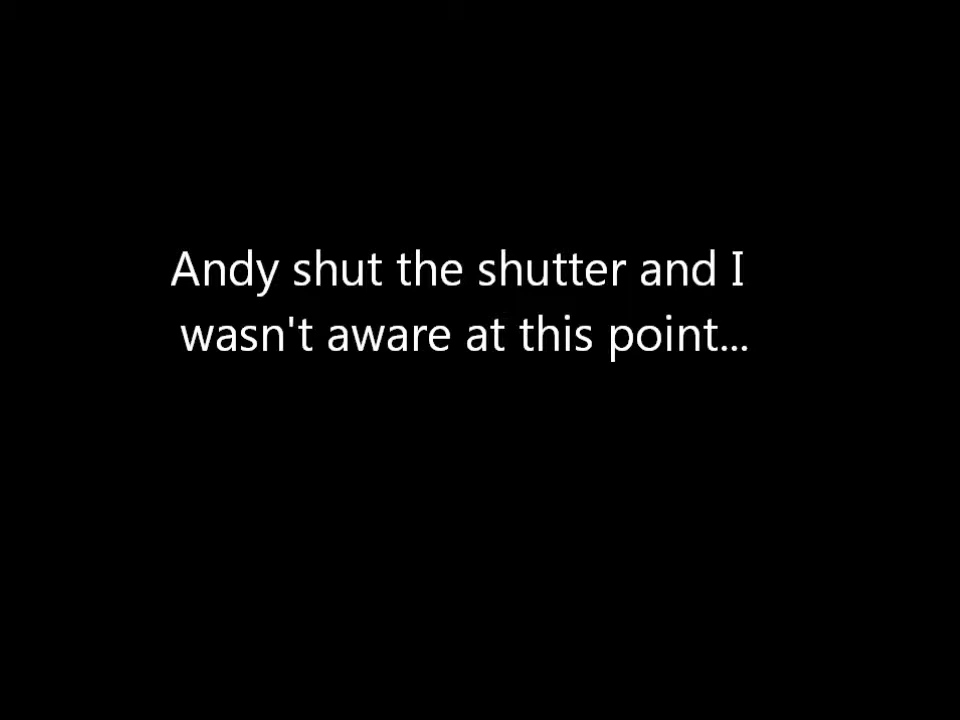 Andy shut the shutter and I
wasn't aware at this point...